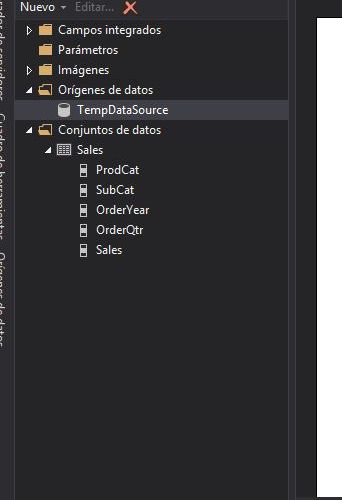 Nuevo Editar...
Campos integrados
Parámetros
Imágenes
Orígenes de datos
TempDataSource
Conjuntos de datos
Sales
ProdCat
SubCat
OrderYear
OrderQtr
Sales
de servidores
Cuadro de herramientas
Orígenes de datos